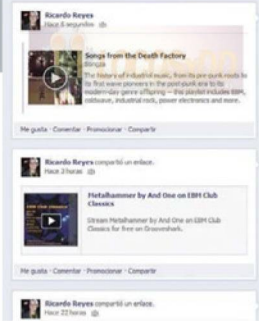 Ricardo Reyes
Hace 8 segundos
Songs from the Death Factory
The history of industrial music, from its pre-punk roots to
its first wave pioneers in the post-punk era to its
modern-day genre offspring — this playlist includes EBM,
coldwave, industrial rock, power electronics and more.
Me gusta · Comentar · Promocionar · Compartir
Ricardo Reyes compartió un enlace.
Hace 2 horas
Metalhammer by And One on EBM Club
Classics
Stream Metalhammer by And One on EBM Club
Classics for free on Grooveshark.
Me gusta · Comentar · Promocionar · Compartir
Ricardo Reyes compartió un enlace.
Hace 22 horas